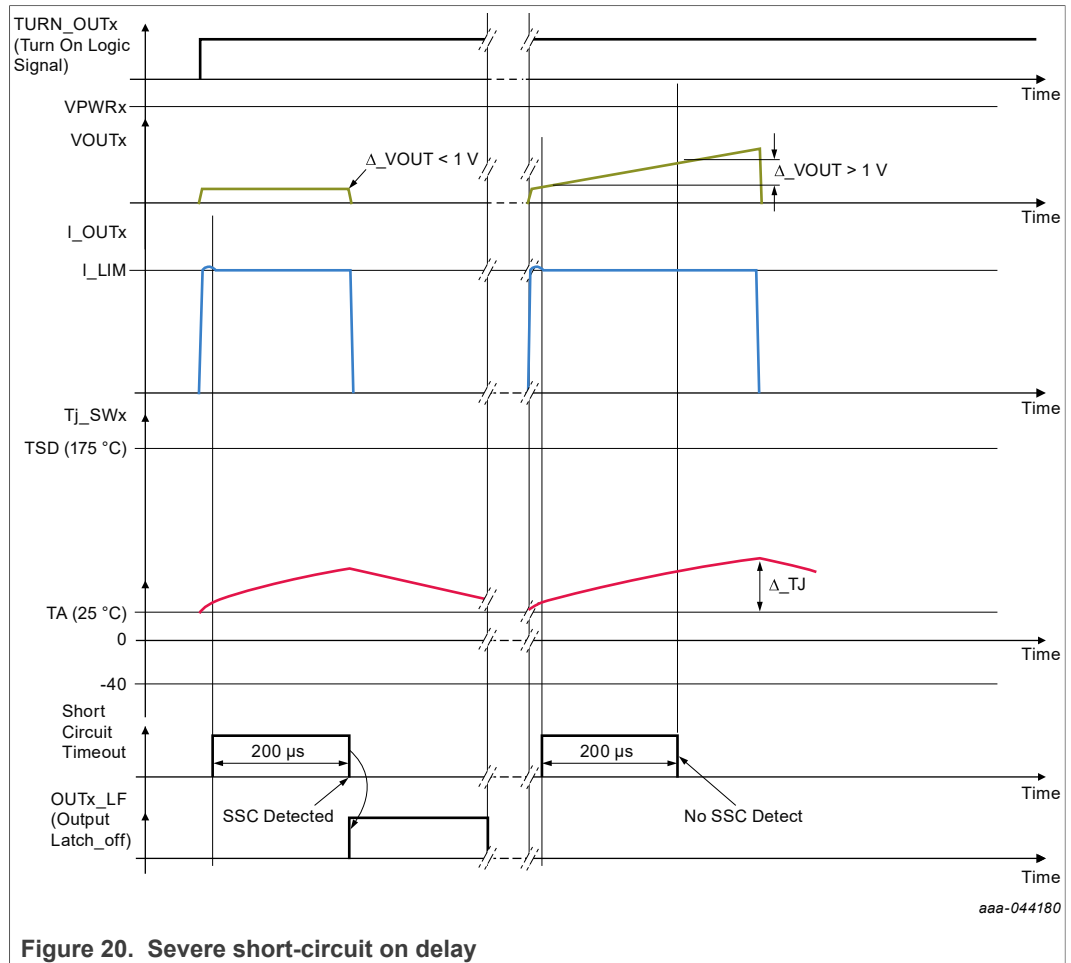 TURN_OUTx
(Turn On Logic
Signal)
Time
VPWRx
VOUTx
Δ_VOUT < 1 V
Δ_VOUT > 1 V
Time
I_OUTx
I_LIM
Time
Tj_SWx
TSD (175 °C)
Δ_TJ
TA (25 °C)
0
Time
-40
Short
Circuit
Timeout
200 µs
200 µs
Time
SSC Detected
No SSC Detect
OUTx_LF
(Output
Latch_off)
Time
aaa-044180
Figure 20. Severe short-circuit on delay